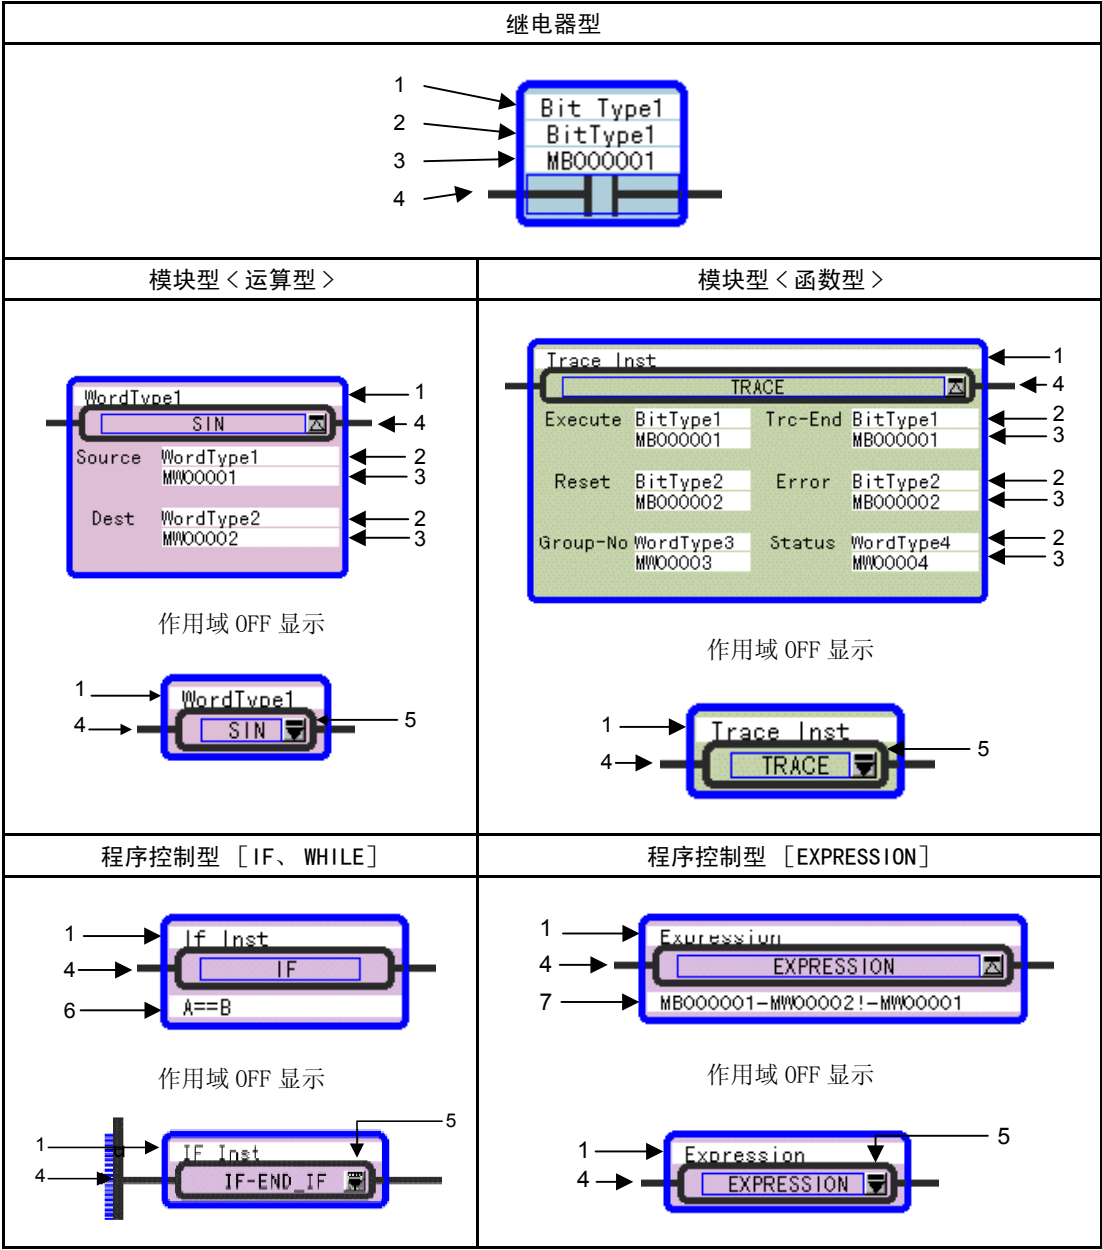 继电器型
1
Bit Type1
2
BitType1
3
MB000001
4
模块型＜运算型＞
模块型＜函数型＞
WordType1
1
SIN
4
Source WordType1
2
MW00001
3
Dest WordType2
2
MW00002
3
作用域 OFF 显示
1
WordType1
4
SIN
5
Trace Inst
1
TRACE
4
Execute BitType1 Trc-End BitType1
2
MB000001 MB000001
3
Reset BitType2 Error BitType2
2
MB000002 MB000002
3
Group-No WordType3 Status WordType4
2
MW00003 MW00004
3
作用域 OFF 显示
1
Trace Inst
4
TRACE
5
程序控制型［IF、WHILE］
程序控制型［EXPRESSION］
1
If Inst
4
IF
6
A==B
作用域 OFF 显示
5
1
IF Inst
4
IF-END_IF
1
Expression
4
EXPRESSION
7
MB000001-MW00002!-MW00001
作用域 OFF 显示
5
1
Expression
4
EXPRESSION